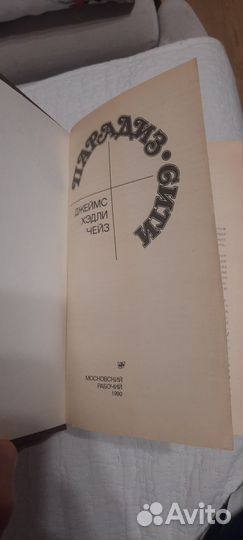 ПАРАДИЗ·СИТИ
ДЖЕЙМС
ХЭДЛИ
ЧЕЙЗ
МОСКОВСКИЙ
РАБОЧИЙ
1990
Avito